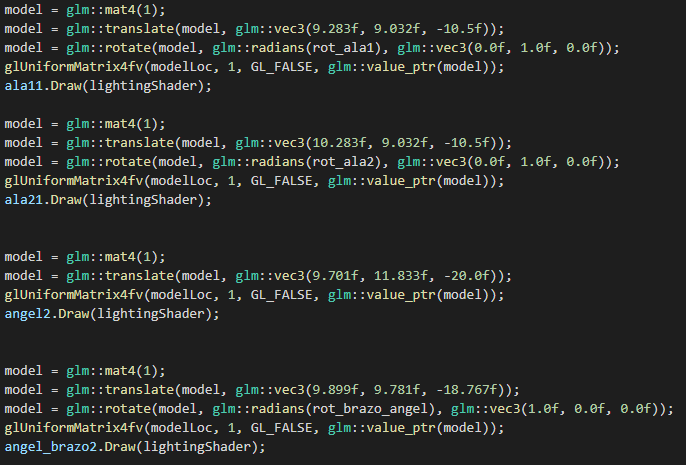 model = glm::mat4(1);
model = glm::translate(model, glm::vec3(9.283f, 9.032f, -10.5f));
model = glm::rotate(model, glm::radians(rot_ala1), glm::vec3(0.0f, 1.0f, 0.0f));
glUniformMatrix4fv(modelLoc, 1, GL_FALSE, glm::value_ptr(model));
ala11.Draw(lightingShader);

model = glm::mat4(1);
model = glm::translate(model, glm::vec3(10.283f, 9.032f, -10.5f));
model = glm::rotate(model, glm::radians(rot_ala2), glm::vec3(0.0f, 1.0f, 0.0f));
glUniformMatrix4fv(modelLoc, 1, GL_FALSE, glm::value_ptr(model));
ala21.Draw(lightingShader);


model = glm::mat4(1);
model = glm::translate(model, glm::vec3(9.701f, 11.833f, -20.0f));
glUniformMatrix4fv(modelLoc, 1, GL_FALSE, glm::value_ptr(model));
angel2.Draw(lightingShader);


model = glm::mat4(1);
model = glm::translate(model, glm::vec3(9.899f, 9.781f, -18.767f));
model = glm::rotate(model, glm::radians(rot_brazo_angel), glm::vec3(1.0f, 0.0f, 0.0f));
glUniformMatrix4fv(modelLoc, 1, GL_FALSE, glm::value_ptr(model));
angel_brazo2.Draw(lightingShader);